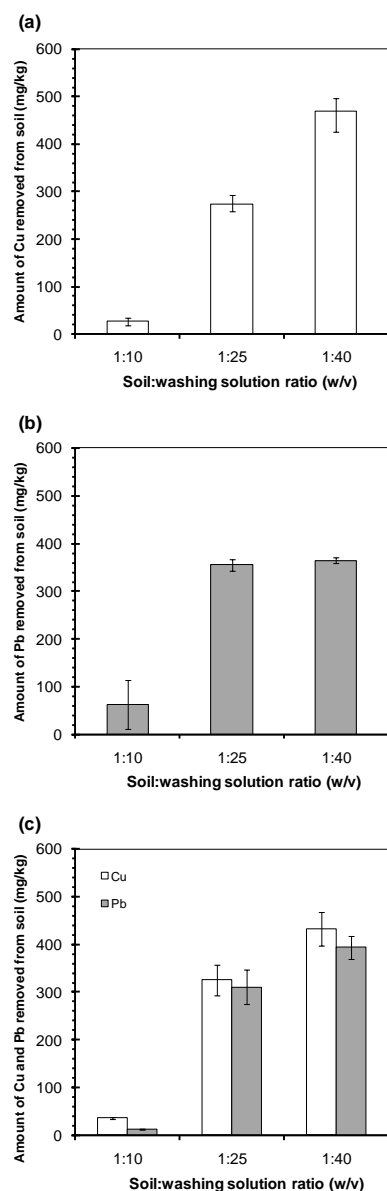 (a)
Amount of Cu removed from soil (mg/kg)
600
500
400
300
200
100
0
1:10 1:25 1:40
Soil:washing solution ratio (w/v)
(b)
Amount of Pb removed from soil (mg/kg)
600
500
400
300
200
100
0
1:10 1:25 1:40
Soil:washing solution ratio (w/v)
(c)
Amount of Cu and Pb removed from soil (mg/kg)
600
500
400
300
200
100
0
Cu
Pb
1:10 1:25 1:40
Soil:washing solution ratio (w/v)